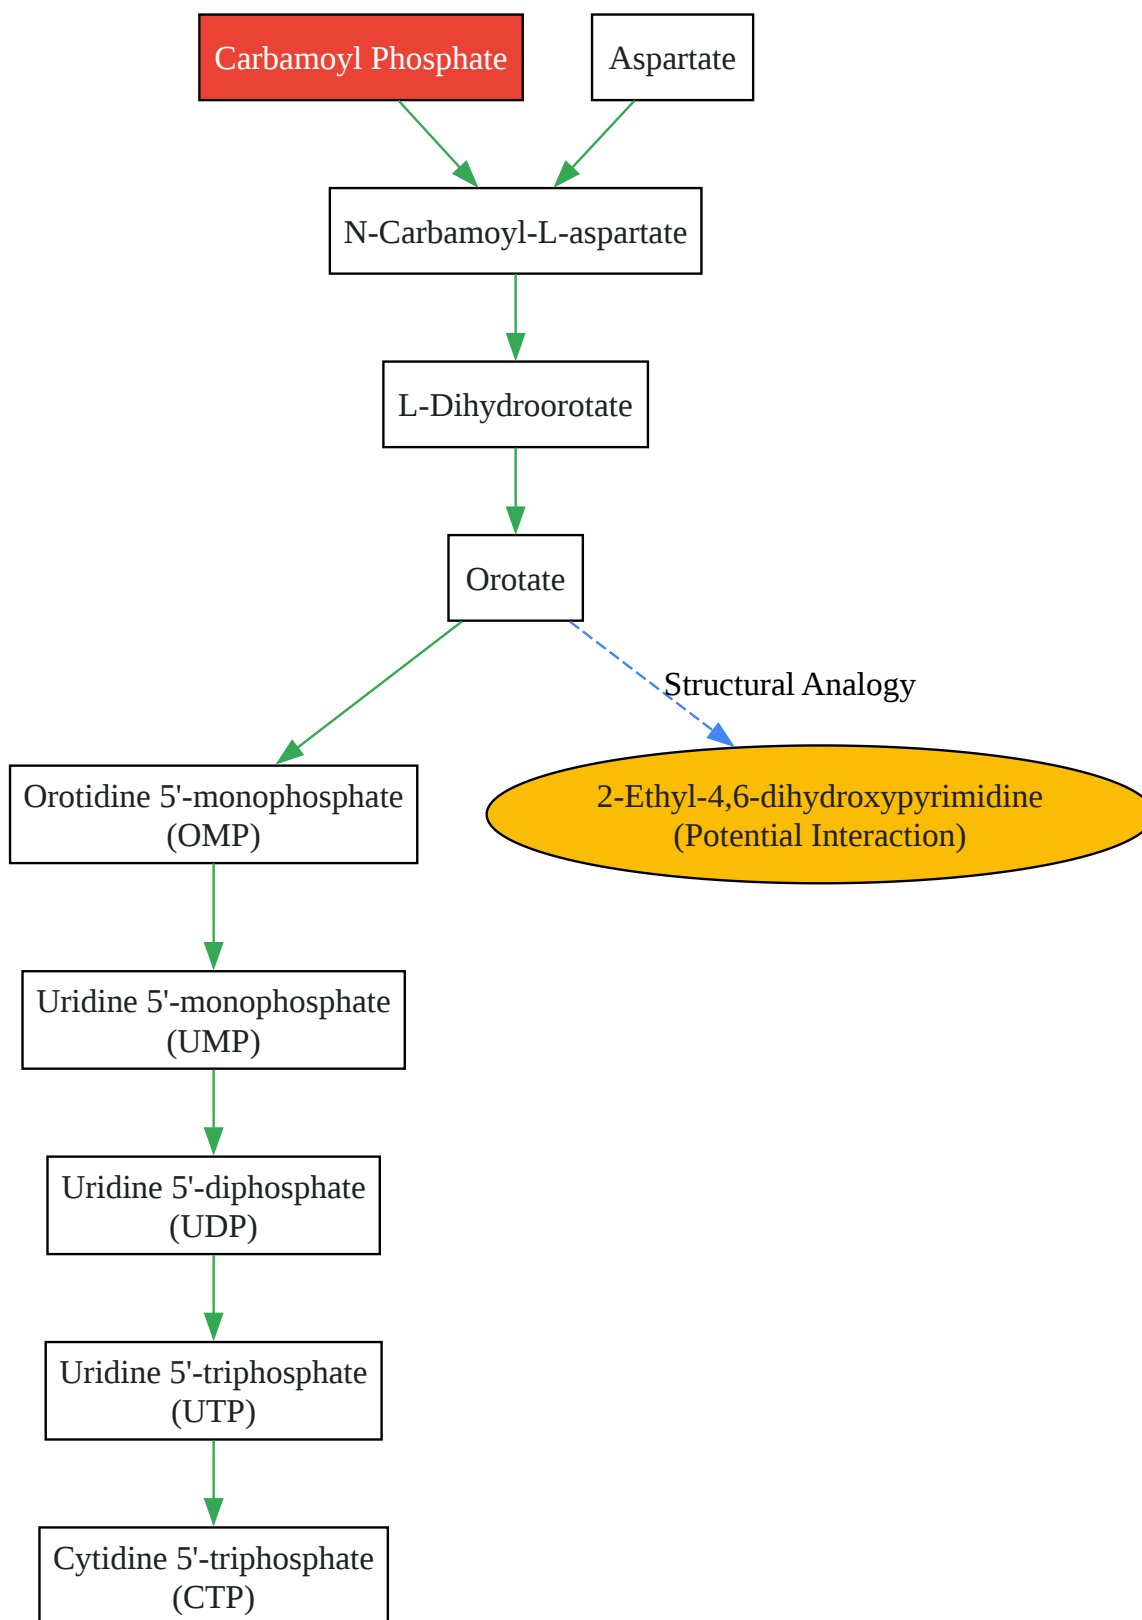 Carbamoyl Phosphate
Aspartate
N-Carbamoyl-L-aspartate
L-Dihydroorotate
Orotate
Structural Analogy
Orotidine 5'-monophosphate
(OMP)
2-Ethyl-4,6-dihydroxypyrimidine
(Potential Interaction)
Uridine 5'-monophosphate
(UMP)
Uridine 5'-diphosphate
(UDP)
Uridine 5'-triphosphate
(UTP)
Cytidine 5'-triphosphate
(CTP)